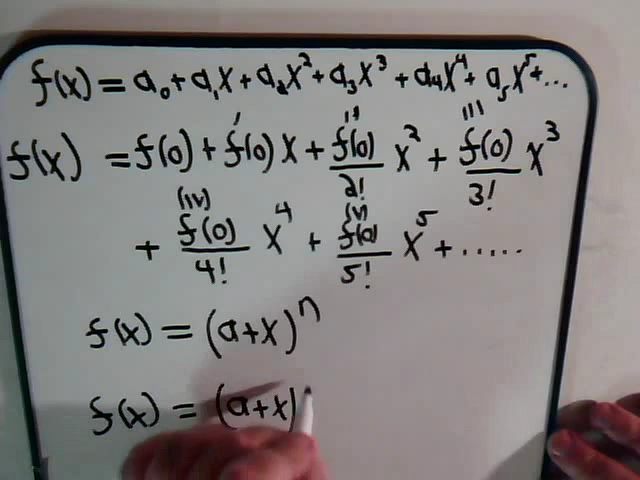 f(x) = a₀ + a₁x + a₂x² + a₃x³ + a₄x⁴ + a₅x⁵ + ...
f(x) = f(0) + f'(0)x + f''(0)/2! x² + f'''(0)/3! x³
+ f⁽ⁱᵛ⁾(0)/4! x⁴ + f⁽ᵛ⁾(0)/5! x⁵ + ......
f(x) = (a+x)ⁿ
f(x) = (a+x)